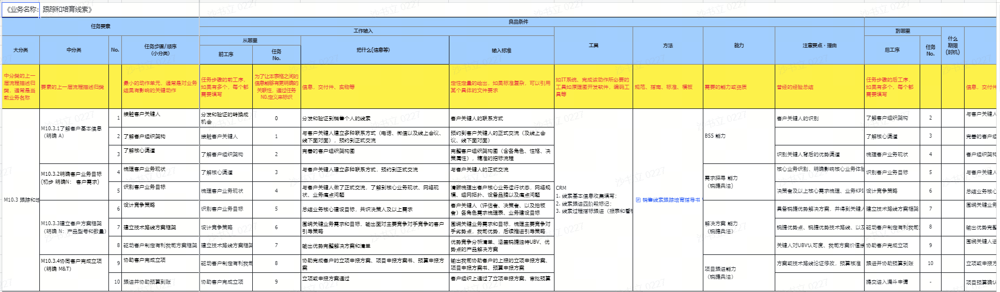 《业务名称：跟踪和培育线索》
任务要素
良品条件
工作输入
到哪里
大分类
中分类
No.
任务步骤/顺序
（小分类）
从哪里
前工序
任务
No.
把什么(信息等)
输入标准
工具
方法
能力
注意要点・理由
后工序
任务
No.
什么
期限
（时机）
中分类的上一
层流程描述归
类，通常是当
前业务名称
要素的上一层流程描述归类
最小的动作单元，通常是对业务
结果有影响的关键动作
任务步骤的前工序，
如果有多个，每个都
需要填写
为了让本表格之间的
信息能够有更明确的
关联性，通过任务
NO.定义来标识
信息，交付件、实物等
定性定量的给出，如果标准复杂，可以引用
某个具体的文件要求
如IT系统、完成该动作所必要的
工具如原理图开发软件，编码工
具等
规范、指南、标准、模板
需要的能力或资质
曾经的经验总结
任务步骤的后工序，
如果有多个，每个都
需要填写
信息，交付件
M10.3 跟踪和培
M10.3.1了解客户基本信息
（明确 A）
1
接触客户关键人
分发和验证的转换成
机会
0
分发和验证到销售个人的线索
客户关键人的联系方式
CRM
1. 线索基本信息收集填写；
2. 线索跟进四阶段标记；
3. 线索过程指标跟进（报表和看板
销售线索跟踪培育指导书
BSS 能力
客户关键人的识别
了解客户组织架构
2
与客户关键人
2
了解客户组织架构
接触客户关键人
1
与客户关键人建立多种联系方式（电话、微信以及线上会议、
线下面对面），预约到正式交流
预约到客户关键人的正式交流（及线上会
议、线下面对面）
了解核心渠道
3
完善的客户组
3
了解核心渠道
了解客户组织架构
2
完善的客户组织架构图
完整客户组织架构图（含各角色、性格、决
策属性），精准的招标流程
识别关键人背后的优势渠道
梳理客户业务现状
4
客户组织架构
M10.3.2明确客户业务目标
(初步 明确N： 客户需求)
4
梳理客户业务现状
了解核心渠道
3
与客户关键人建立多种联系方式，预约到正式交流
与客户关键人的正式交流
需求探寻 能力
（锐捷兵法）
核心业务识别，明确影响核心业务体验
识别客户业务目标
5
与客户关键人
5
识别客户业务目标
梳理客户业务现状
4
与客户关键人做了正式交流，了解到核心业务现状、网络现
状、业务痛点问题
清晰梳理出客户核心业务运行状态，网络规
模、组网拓扑、设备品牌以及痛点问题
决策者及以上核心需求梳理、业务KPI
设计竞争策略
6
总结业务核心
M10.3.3建立客户方案框架
（明确 N：产品型号和数量）
6
设计竞争策略
识别客户业务目标
5
总结业务核心建设目标，共识决策人及以上需求
客户关键人（评估者、决策者、以及拍板
者）各角色需求梳理表、业务建设目标
解决方案 能力
（锐捷兵法）
具备锐捷优势解决方案，并得到关键人
建立技术路线方案框架
7
围绕关键业务
7
建立技术路线方案框架
设计竞争策略
6
围绕关键业务需求和目标，输出面对主要竞争对手竞争的客户
引导策略
围绕关键业务需求和目标，梳理主要竞争对
手劣势点，我司优势，后续推进引导策略
锐捷优势点、锐捷优势技术路线、以及
驱动客户制定有利我司
8
输出优势完整
8
驱动客户制定有利我司方案框架
建立技术路线方案框架
7
输出优势完整解决方案和清单
优势竞争分析清单、涵盖锐捷独特UBV、优
势点的产品解决方案
关键人对UBV认可度、我司方案价值接
协助客户完成立项
9
围绕关键人进
M10.3.4协同客户完成立项
（明确 M&T）
9
协助客户完成立项
驱动客户制定有利我司
8
协助完成客户的立项申报方案、项目申报方案书、预算申报方
案
输出我司协助客户的上报的立项申报方案、
项目申报方案书、预算申报方案
项目跟进能力
（锐捷兵法）
方案或技术路线论证修改，预算核准
跟进并协助预算到账
10
立项或申报方
10
跟进并协助预算到账
协助客户完成立项
9
立项或申报方案通过
客户组织上通过了立项申报方案、审批预算
提交进入漏斗申请
-
项目预算确认